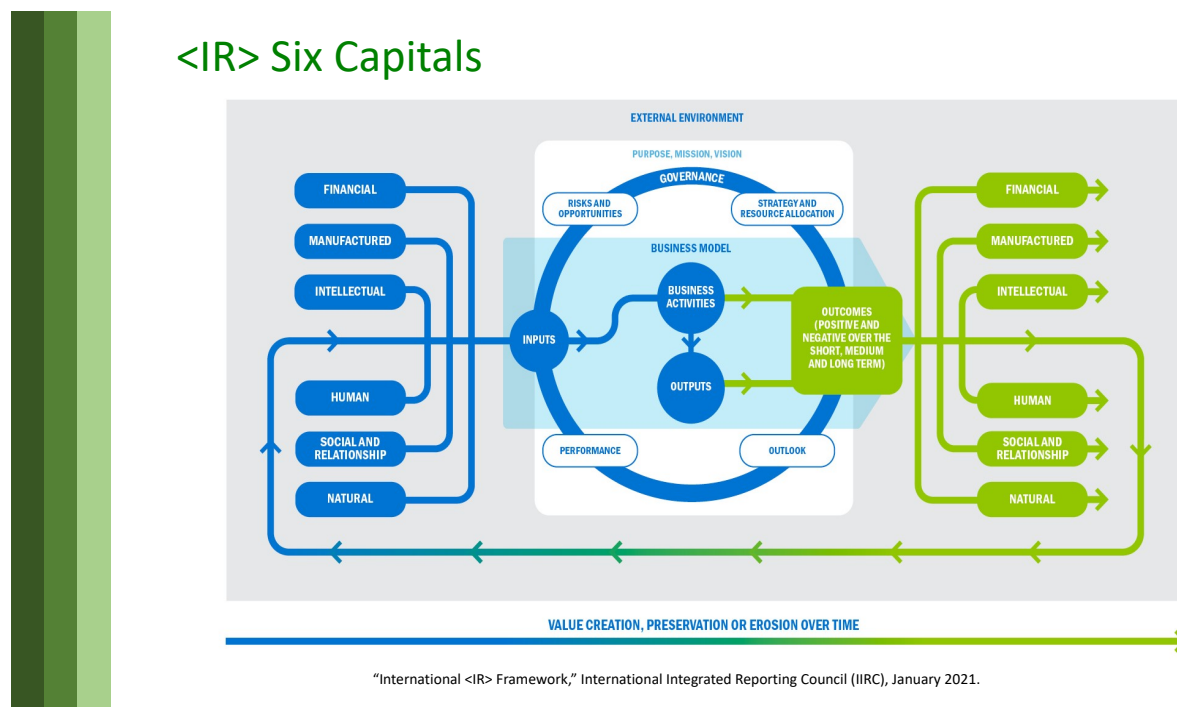 <IR> Six Capitals
EXTERNAL ENVIRONMENT
PURPOSE, MISSION, VISION
GOVERNANCE
RISKS AND
OPPORTUNITIES
STRATEGY AND
RESOURCE ALLOCATION
FINANCIAL
MANUFACTURED
INTELLECTUAL
HUMAN
SOCIAL AND
RELATIONSHIP
NATURAL
BUSINESS MODEL
INPUTS
BUSINESS
ACTIVITIES
OUTPUTS
OUTCOMES
(POSITIVE AND
NEGATIVE OVER THE
SHORT, MEDIUM
AND LONG TERM)
PERFORMANCE
OUTLOOK
FINANCIAL
MANUFACTURED
INTELLECTUAL
HUMAN
SOCIAL AND
RELATIONSHIP
NATURAL
VALUE CREATION, PRESERVATION OR EROSION OVER TIME
“International <IR> Framework,” International Integrated Reporting Council (IIRC), January 2021.